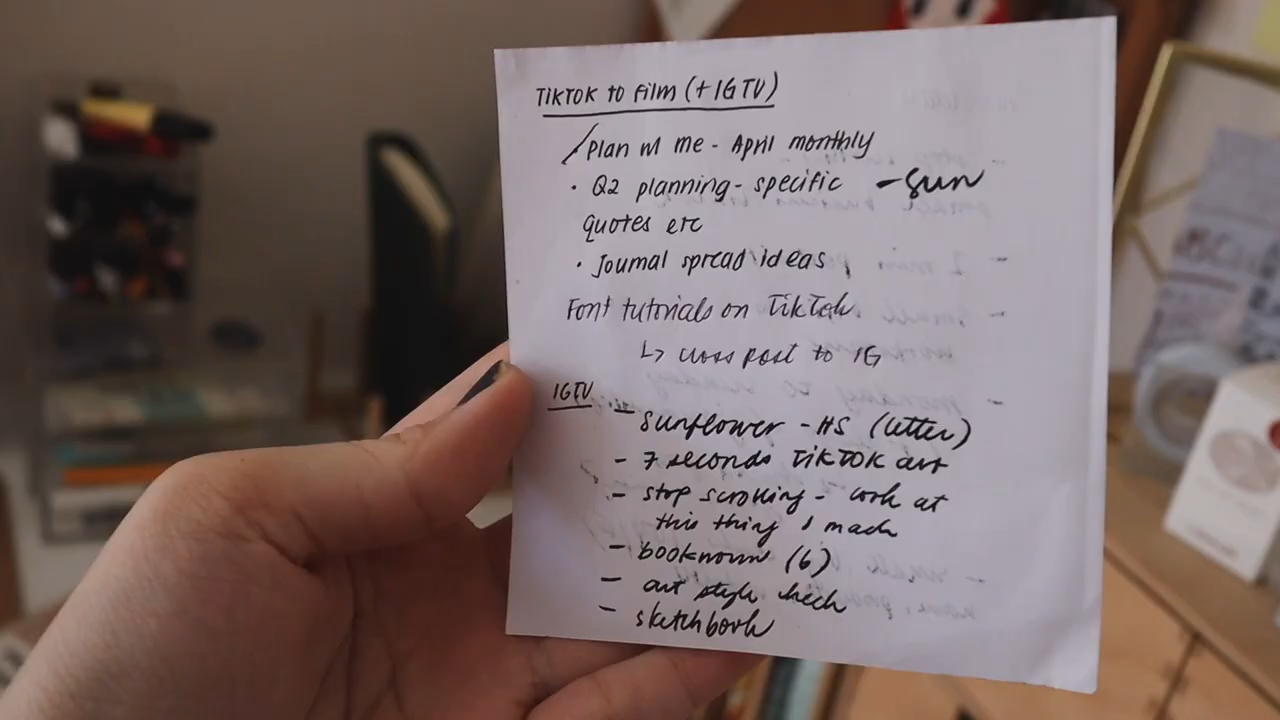 TIKTOK TO FILM (+ IGTV)
/ Plan w/ me - April monthly
· Q2 planning - specific - sun
quotes etc
· Journal spread ideas
Font tutorials on TikTok
↳ cross post to IG
IGTV
- Sunflower - HS (letter)
- 7 seconds TIKTOK art
- stop scrolling - look at
this thing I made
- (6)
- art style check
- sketchbook